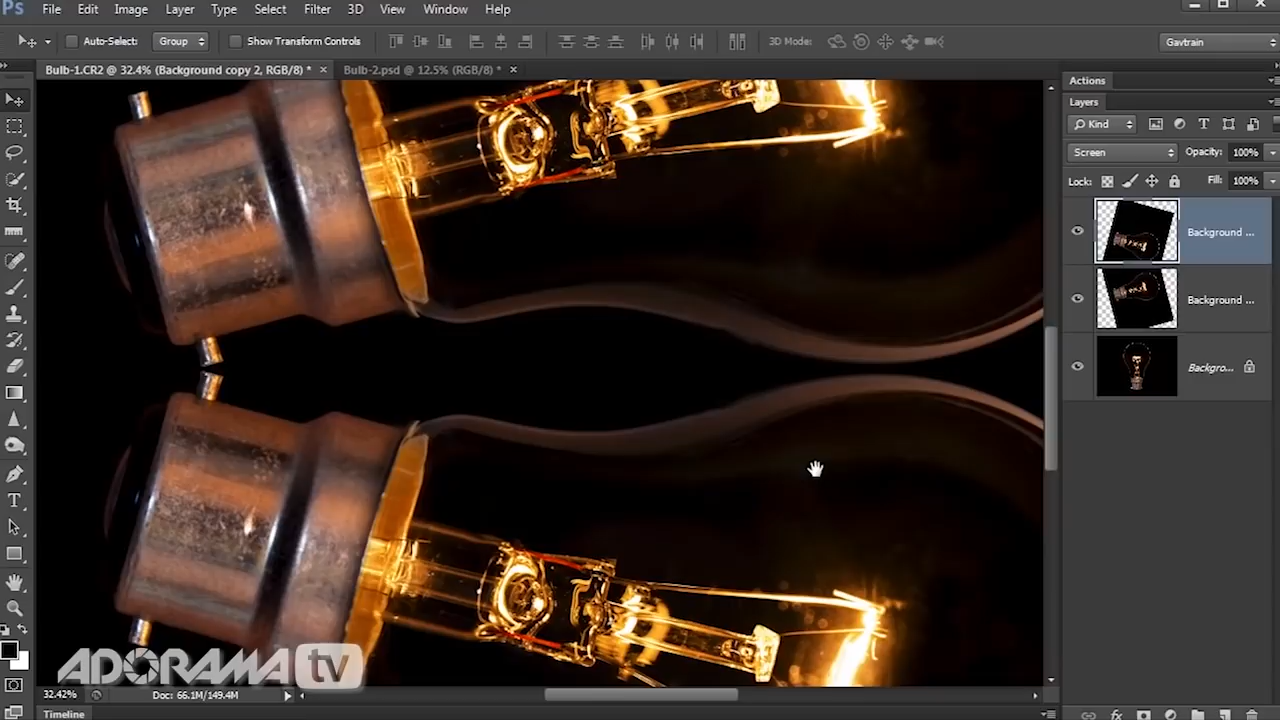 Ps File Edit Image Layer Type Select Filter 3D View Window Help
Auto-Select: Group Show Transform Controls 3D Mode: Gavtrain
Bulb-1.CR2 @ 32.4% (Background copy 2, RGB/8) * × Bulb-2.psd @ 12.5% (RGB/8) * ×
Actions
Layers
Kind
Screen Opacity: 100%
Lock: Fill: 100%
Background ...
Background ...
Backgro...
ADORAMA tv
32.42% Doc: 66.1M/149.4M
Timeline